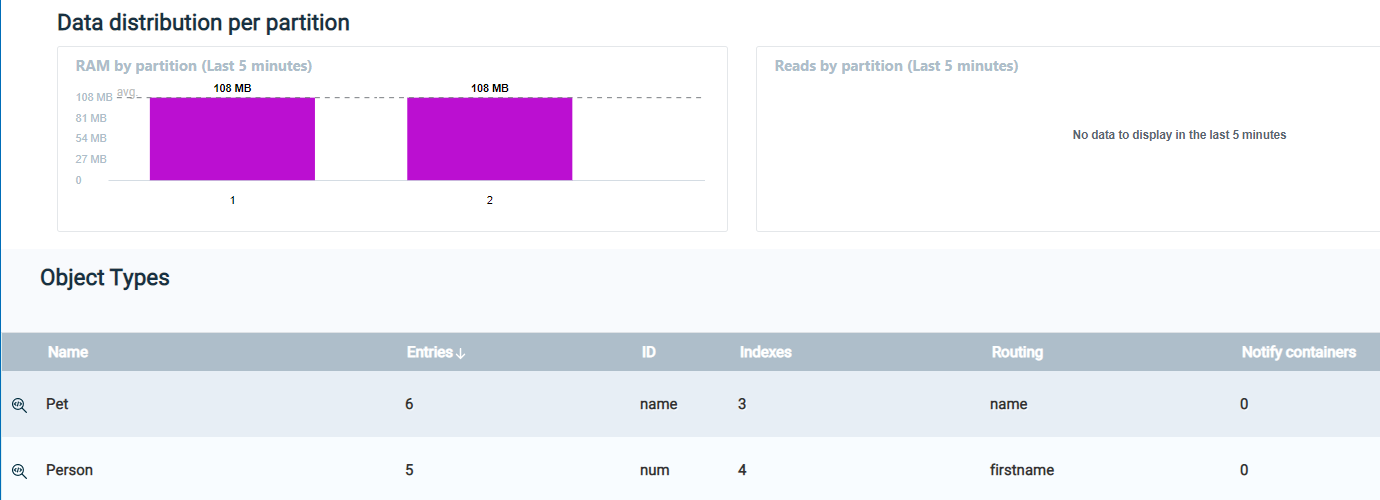 Data distribution per partition
RAM by partition (Last 5 minutes)
108 MB avg.
108 MB
108 MB
81 MB
54 MB
27 MB
0
1
2
Reads by partition (Last 5 minutes)
No data to display in the last 5 minutes
Object Types
Name Entries↓ ID Indexes Routing Notify containers
Pet 6 name 3 name 0
Person 5 num 4 firstname 0